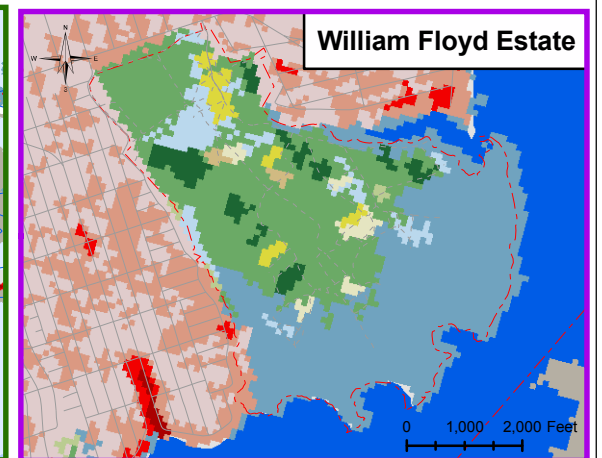 William Floyd Estate
N
W E
S
0 1,000 2,000 Feet